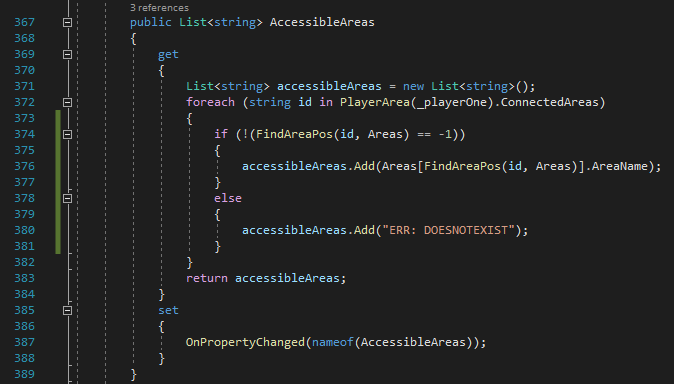 3 references
367 public List<string> AccessibleAreas
368 {
369 get
370 {
371 List<string> accessibleAreas = new List<string>();
372 foreach (string id in PlayerArea(_playerOne).ConnectedAreas)
373 {
374 if (!(FindAreaPos(id, Areas) == -1))
375 {
376 accessibleAreas.Add(Areas[FindAreaPos(id, Areas)].AreaName);
377 }
378 else
379 {
380 accessibleAreas.Add("ERR: DOESNOTEXIST");
381 }
382 }
383 return accessibleAreas;
384 }
385 set
386 {
387 OnPropertyChanged(nameof(AccessibleAreas));
388 }
389 }